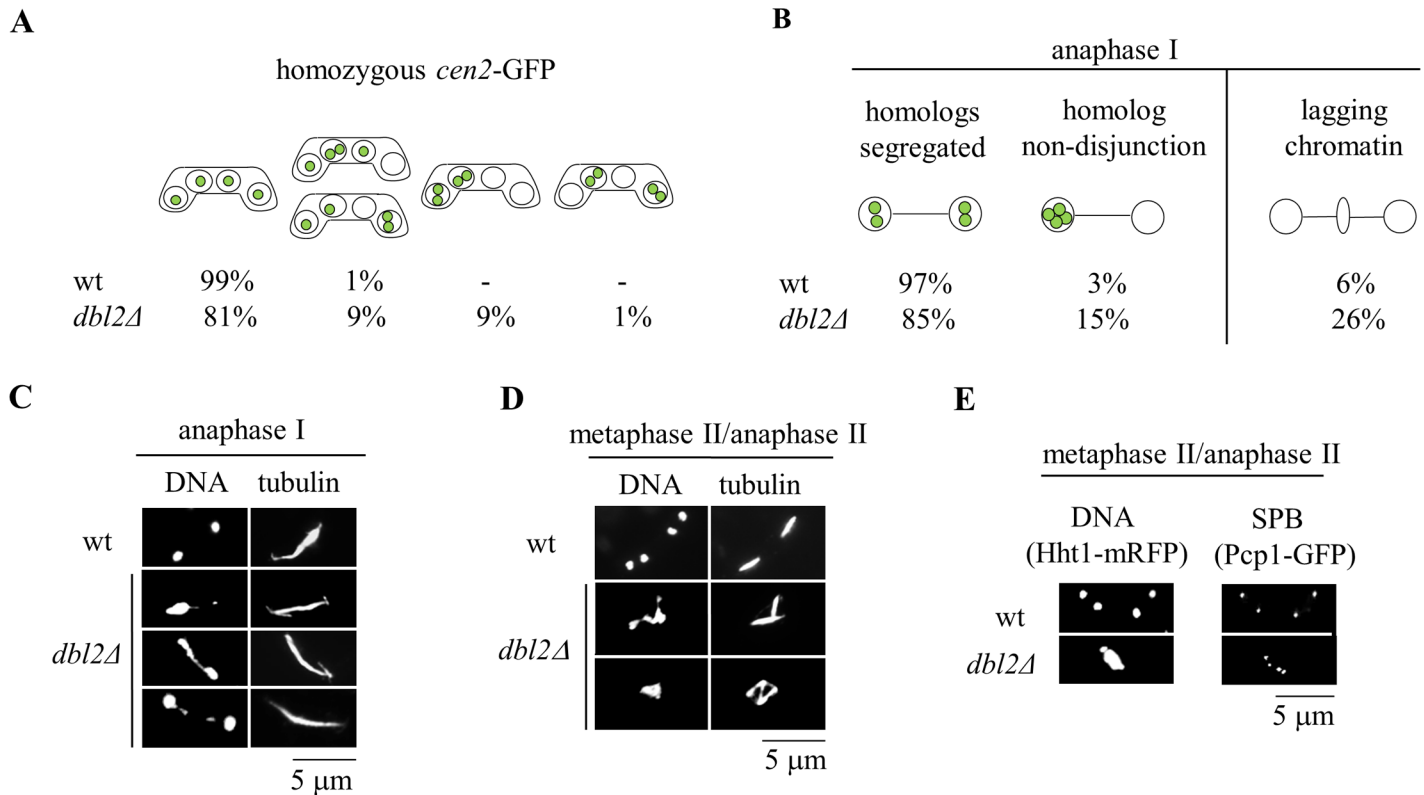 A
homozygous cen2-GFP
wt 99% 1% - -
dbl2Δ 81% 9% 9% 1%
B
anaphase I
homologs segregated
homolog non-disjunction
lagging chromatin
wt 97% 3% 6%
dbl2Δ 85% 15% 26%
C
anaphase I
DNA tubulin
wt
dbl2Δ
5 μm
D
metaphase II/anaphase II
DNA tubulin
wt
dbl2Δ
5 μm
E
metaphase II/anaphase II
DNA (Hht1-mRFP)
SPB (Pcp1-GFP)
wt
dbl2Δ
5 μm